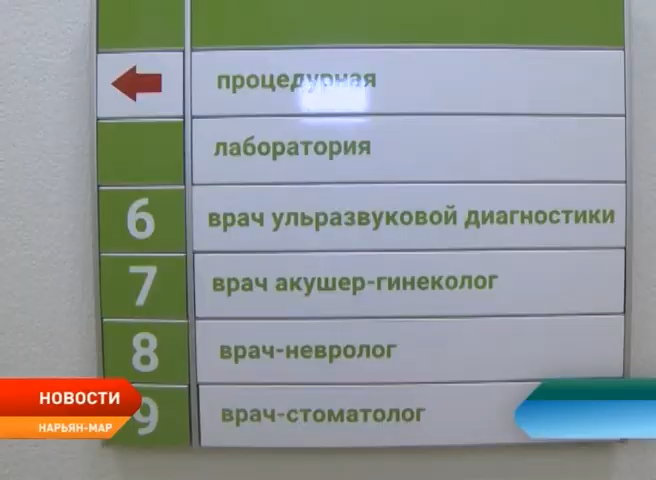 процедурная
лаборатория
6 врач ульразвуковой диагностики
7 врач акушер-гинеколог
8 врач-невролог
9 врач-стоматолог
НОВОСТИ
НАРЬЯН-МАР